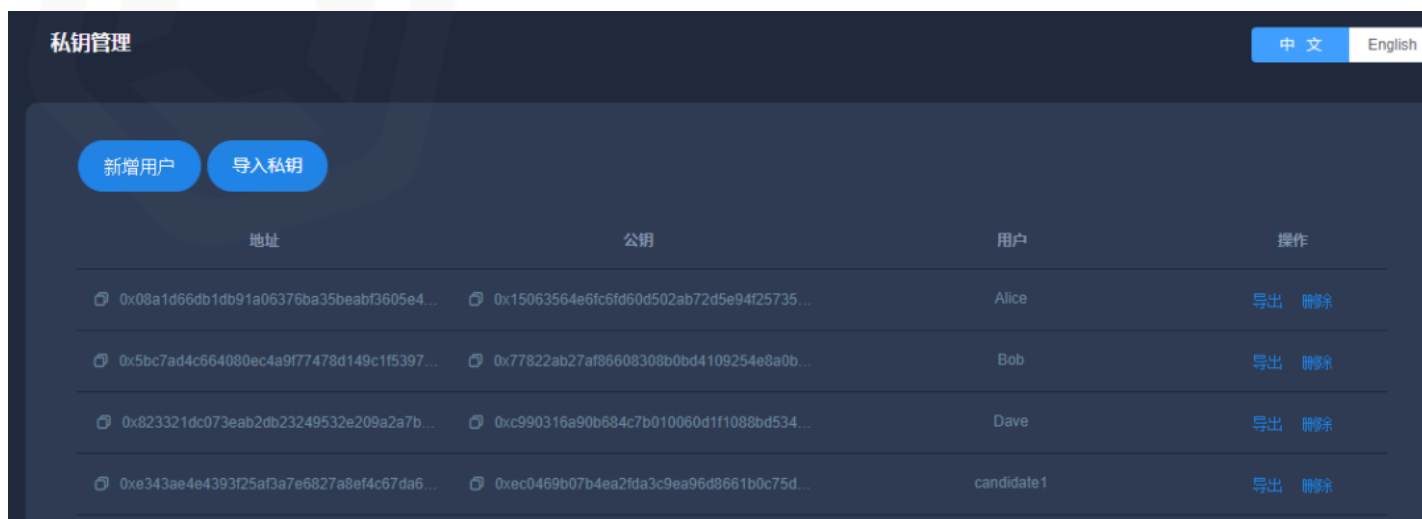 私钥管理
中 文 English
新增用户 导入私钥
地址 公钥 用户 操作
0x08a1d66db1db91a06376ba35beabf3605e4... 0x15063564e6fc6fd60d502ab72d5e94f25735... Alice 导出 删除
0x5bc7ad4c664080ec4a9f77478d149c1f5397... 0x77822ab27af86608308b0bd4109254e8a0b... Bob 导出 删除
0x823321dc073eab2db23249532e209a2a7b... 0xc990316a90b684c7b010060d1f1088bd534... Dave 导出 删除
0xe343ae4e4393f25af3a7e6827a8ef4c67da6... 0xec0469b07b4ea2fda3c9ea96d8661b0c75d... candidate1 导出 删除